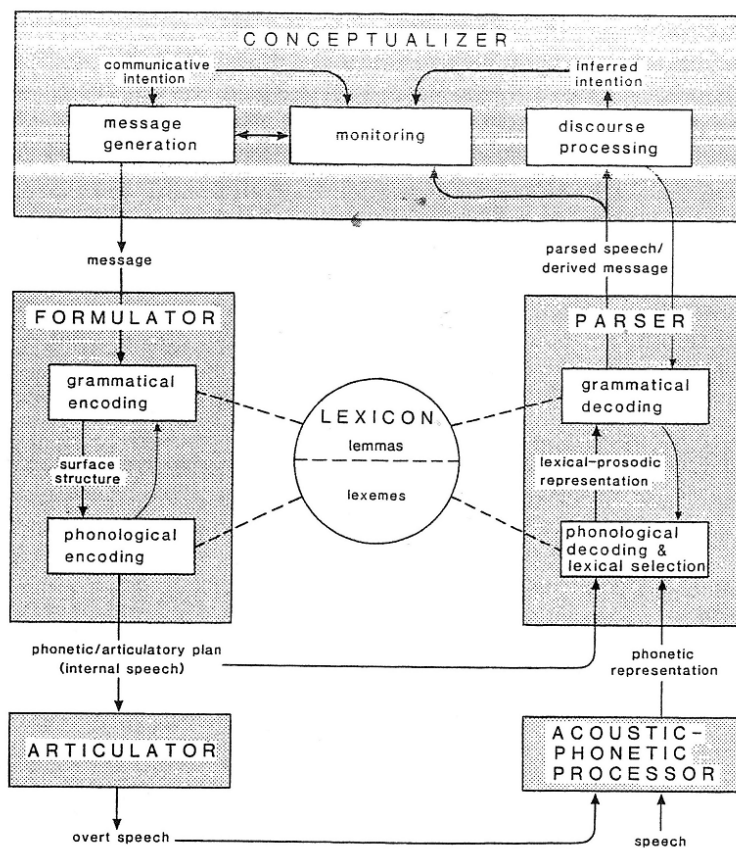 CONCEPTUALIZER
communicative
intention
inferred
intention
message
generation
monitoring
discourse
processing
message
parsed speech/
derived message
FORMULATOR
PARSER
grammatical
encoding
LEXICON
lemmas
lexemes
grammatical
decoding
surface
structure
lexical-prosodic
representation
phonological
encoding
phonological
decoding &
lexical selection
phonetic/articulatory plan
(internal speech)
phonetic
representation
ARTICULATOR
ACOUSTIC-
PHONETIC
PROCESSOR
overt speech
speech